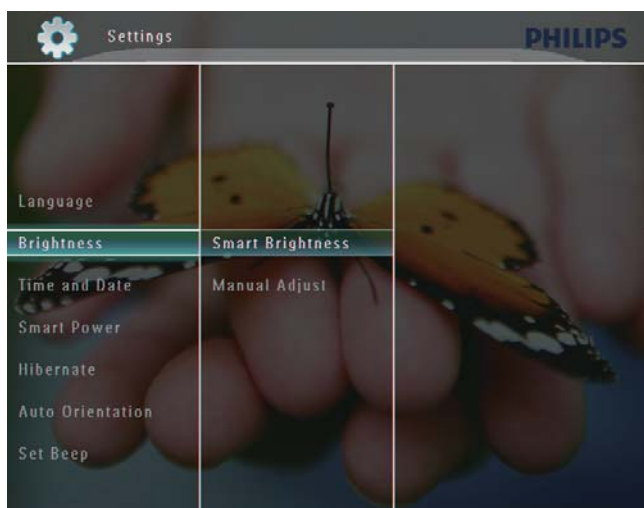 Settings
PHILIPS
Language
Brightness
Smart Brightness
Time and Date
Manual Adjust
Smart Power
Hibernate
Auto Orientation
Set Beep